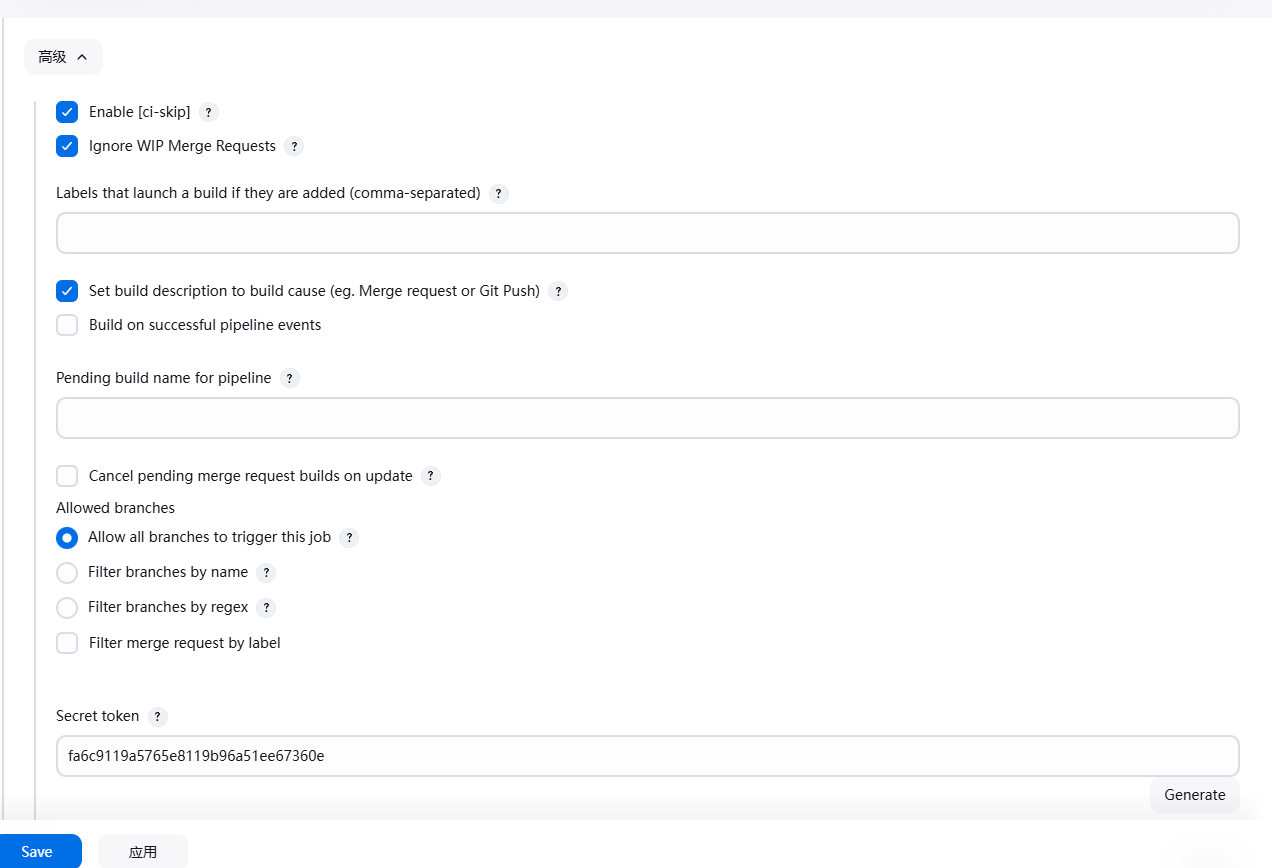 高级
Enable [ci-skip] ?
Ignore WIP Merge Requests ?
Labels that launch a build if they are added (comma-separated) ?
Set build description to build cause (eg. Merge request or Git Push) ?
Build on successful pipeline events
Pending build name for pipeline ?
Cancel pending merge request builds on update ?
Allowed branches
Allow all branches to trigger this job ?
Filter branches by name ?
Filter branches by regex ?
Filter merge request by label
Secret token ?
fa6c9119a5765e8119b96a51ee67360e
Generate
Save 应用